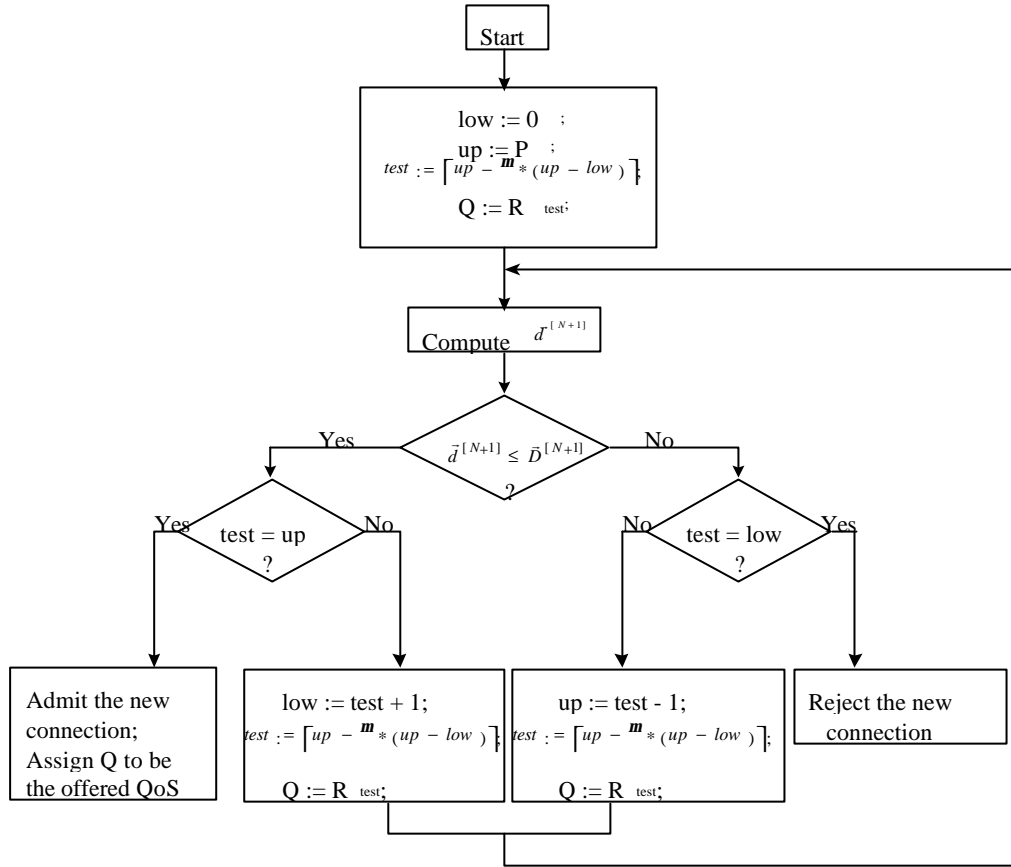 Start
low := 0 ;
up := P ;
test := ⌈up − m * (up − low)⌉;
Q := R test;
Compute d⃗ [N+1]
Yes
d⃗ [N+1] ≤ D⃗ [N+1]
?
No
Yes
test = up
?
No
No
test = low
?
Yes
Admit the new
connection;
Assign Q to be
the offered QoS
low := test + 1;
test := ⌈up − m * (up − low)⌉;
Q := R test;
up := test - 1;
test := ⌈up − m * (up − low)⌉;
Q := R test;
Reject the new
connection